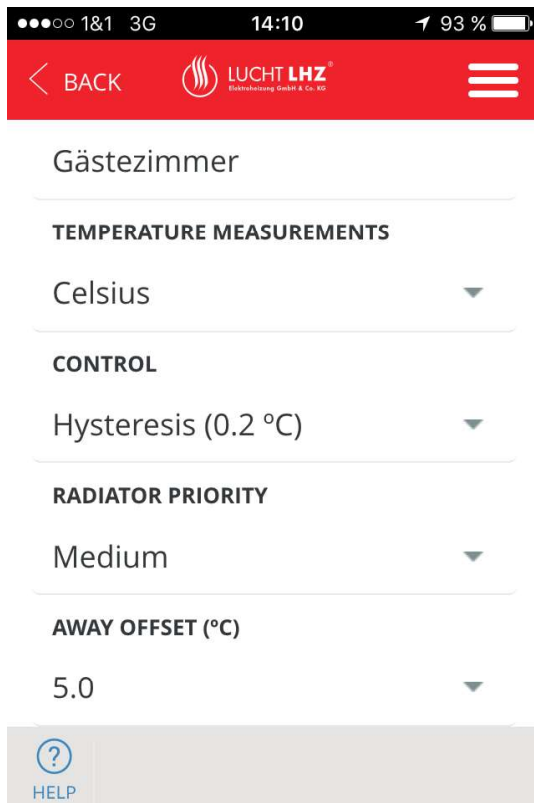 1&1 3G 14:10 93 %
BACK LUCHT LHZ®
Elektroheizung GmbH & Co. KG
Gästezimmer
TEMPERATURE MEASUREMENTS
Celsius
CONTROL
Hysteresis (0.2 ºC)
RADIATOR PRIORITY
Medium
AWAY OFFSET (ºC)
5.0
?
HELP